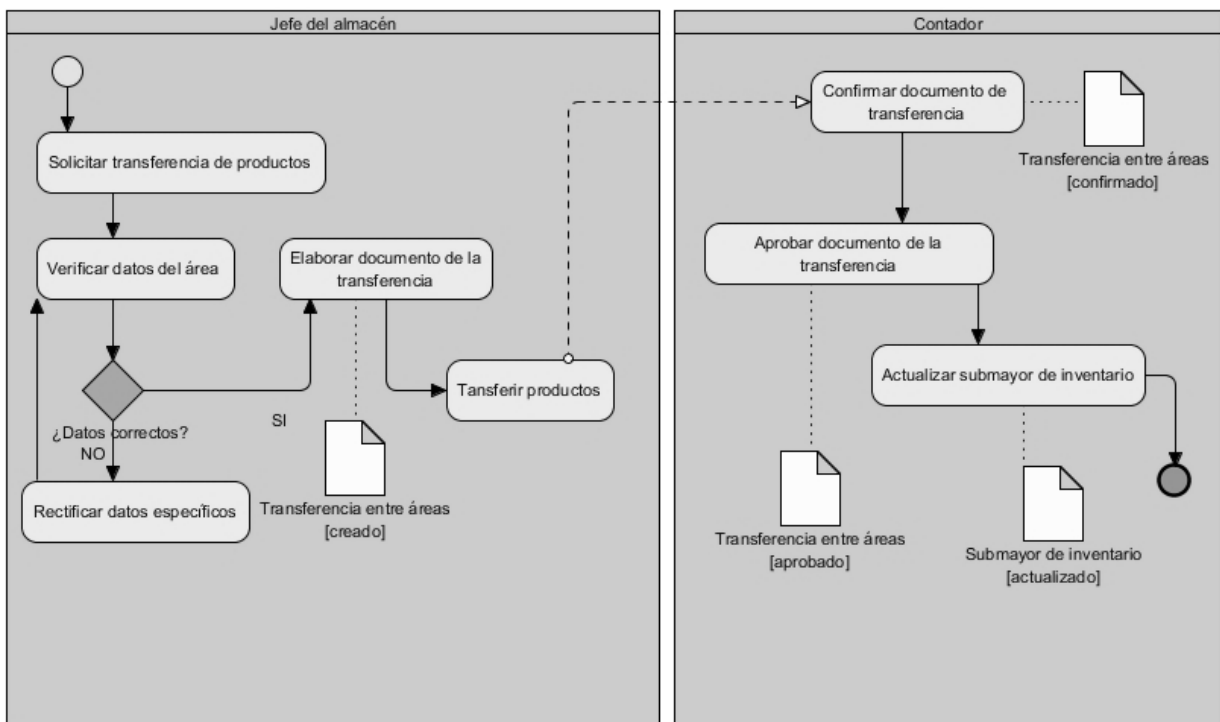 Jefe del almacén
Solicitar transferencia de productos
Verificar datos del área
Elaborar documento de la
transferencia
Tansferir productos
¿Datos correctos?
SI
NO
Rectificar datos específicos
Transferencia entre áreas
[creado]
Contador
Confirmar documento de
transferencia
Transferencia entre áreas
[confirmado]
Aprobar documento de la
transferencia
Actualizar submayor de inventario
Transferencia entre áreas
[aprobado]
Submayor de inventario
[actualizado]